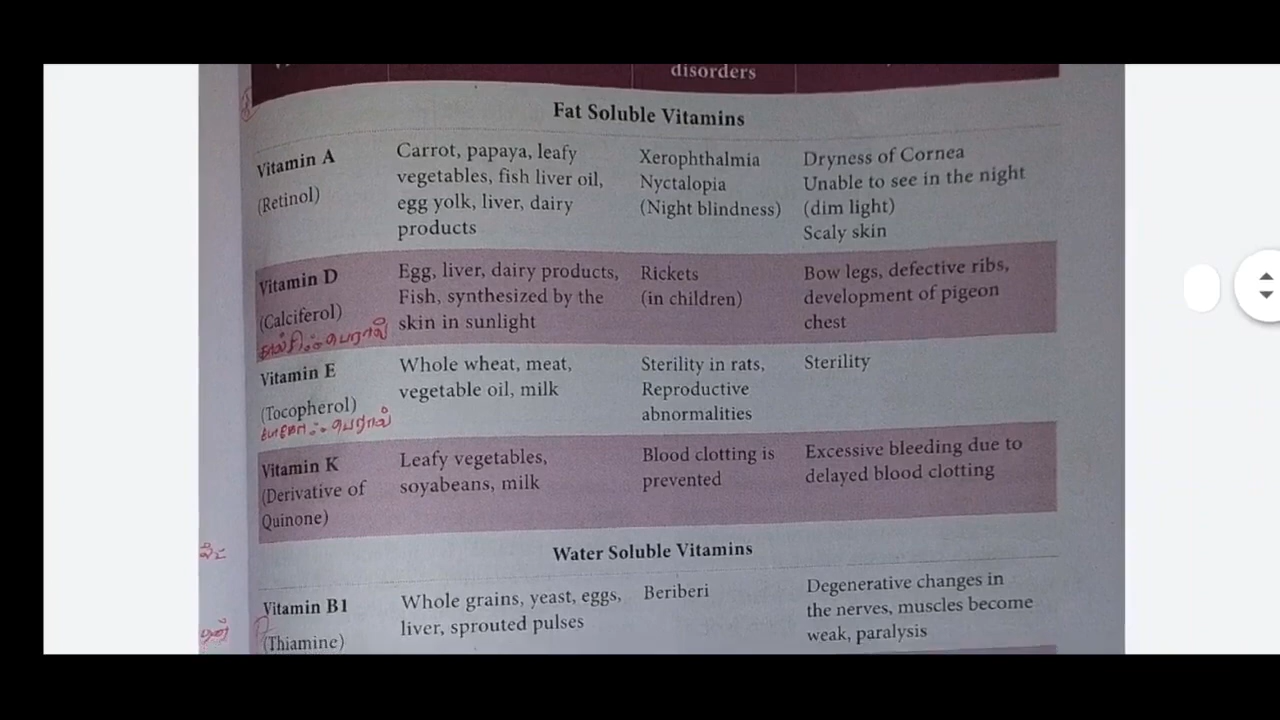 disorders
Fat Soluble Vitamins
Vitamin A
(Retinol)
Carrot, papaya, leafy
vegetables, fish liver oil,
egg yolk, liver, dairy
products
Xerophthalmia
Nyctalopia
(Night blindness)
Dryness of Cornea
Unable to see in the night
(dim light)
Scaly skin
Vitamin D
(Calciferol)
Egg, liver, dairy products,
Fish, synthesized by the
skin in sunlight
Rickets
(in children)
Bow legs, defective ribs,
development of pigeon
chest
Vitamin E
(Tocopherol)
Whole wheat, meat,
vegetable oil, milk
Sterility in rats,
Reproductive
abnormalities
Sterility
Vitamin K
(Derivative of
Quinone)
Leafy vegetables,
soyabeans, milk
Blood clotting is
prevented
Excessive bleeding due to
delayed blood clotting
Water Soluble Vitamins
Vitamin B1
(Thiamine)
Whole grains, yeast, eggs,
liver, sprouted pulses
Beriberi
Degenerative changes in
the nerves, muscles become
weak, paralysis